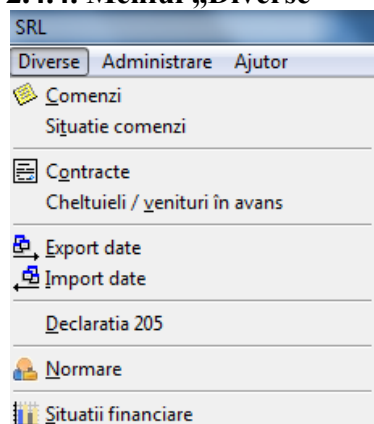 2.4.4. Meniul „Diverse”
SRL
Diverse Administrare Ajutor
Comenzi
Situatie comenzi
Contracte
Cheltuieli / venituri în avans
Export date
Import date
Declaratia 205
Normare
Situatii financiare